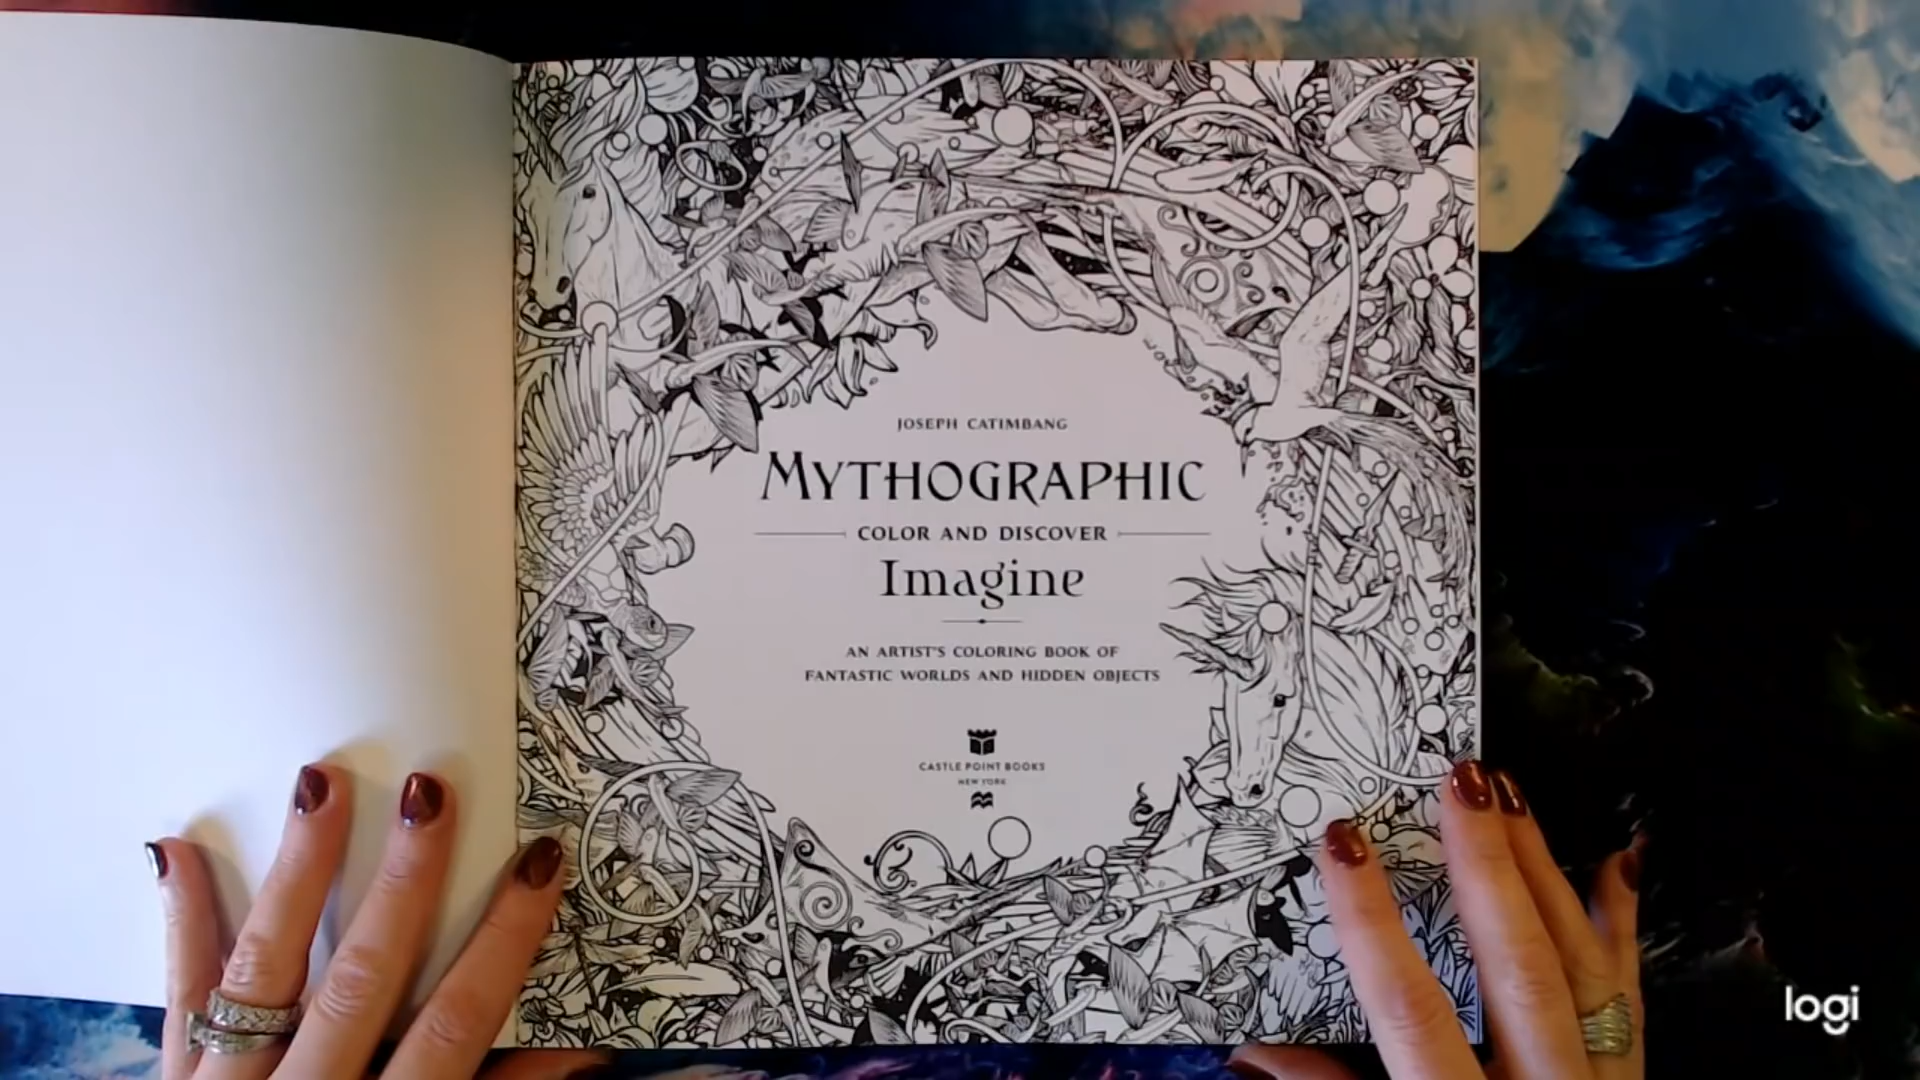 JOSEPH CATIMBANG
MYTHOGRAPHIC
COLOR AND DISCOVER
Imagine
AN ARTIST'S COLORING BOOK OF
FANTASTIC WORLDS AND HIDDEN OBJECTS
CASTLE POINT BOOKS
NEW YORK
logi